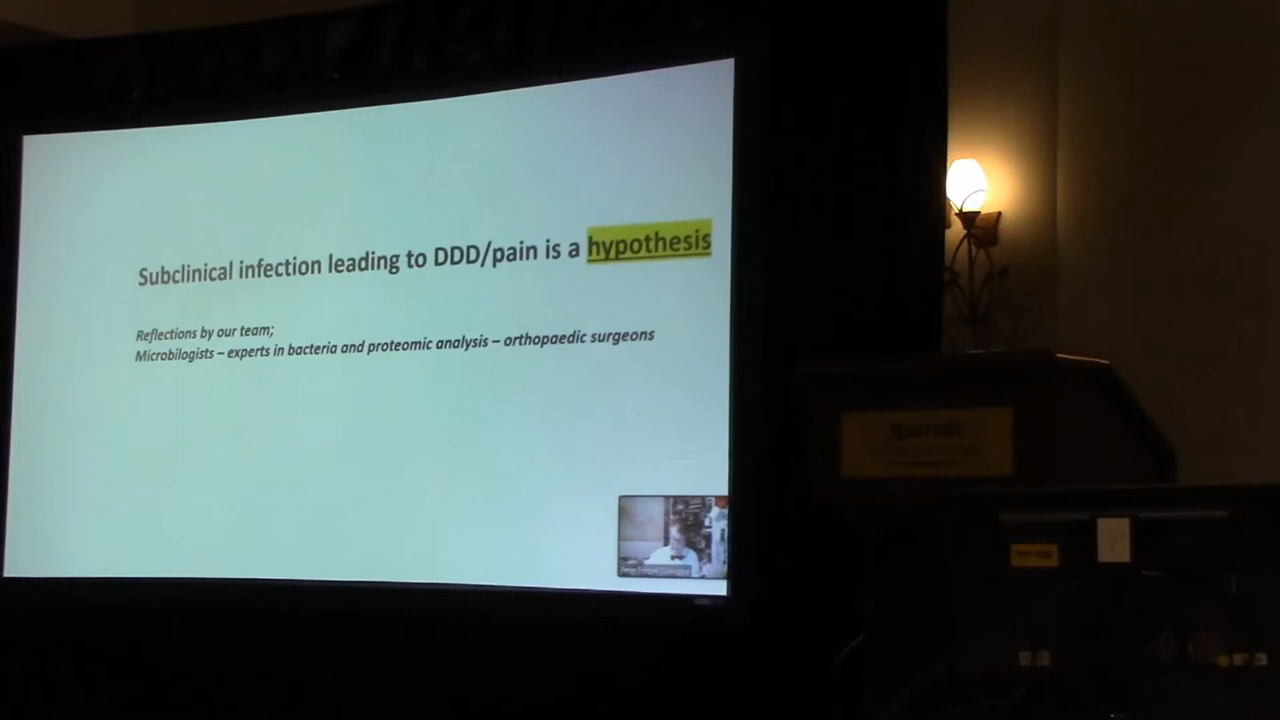 Subclinical infection leading to DDD/pain is a hypothesis
Reflections by our team;
Microbilogists – experts in bacteria and proteomic analysis – orthopaedic surgeons
Marriott